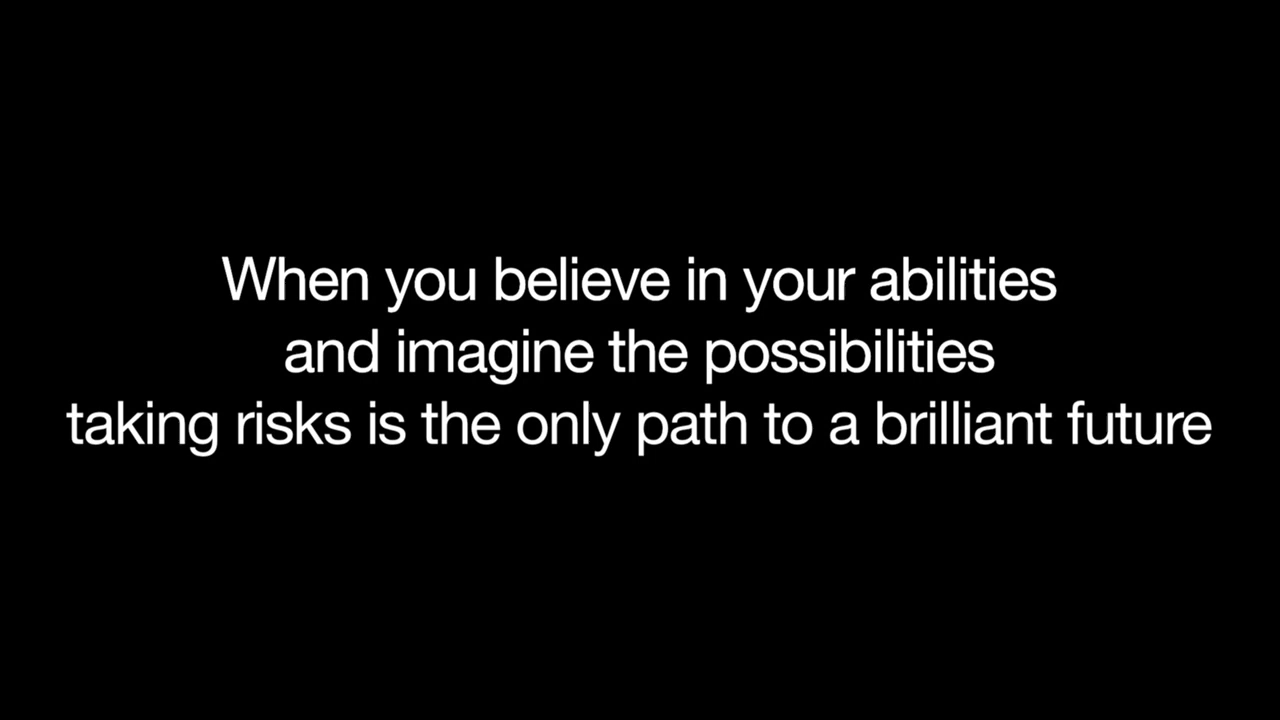 When you believe in your abilities
and imagine the possibilities
taking risks is the only path to a brilliant future